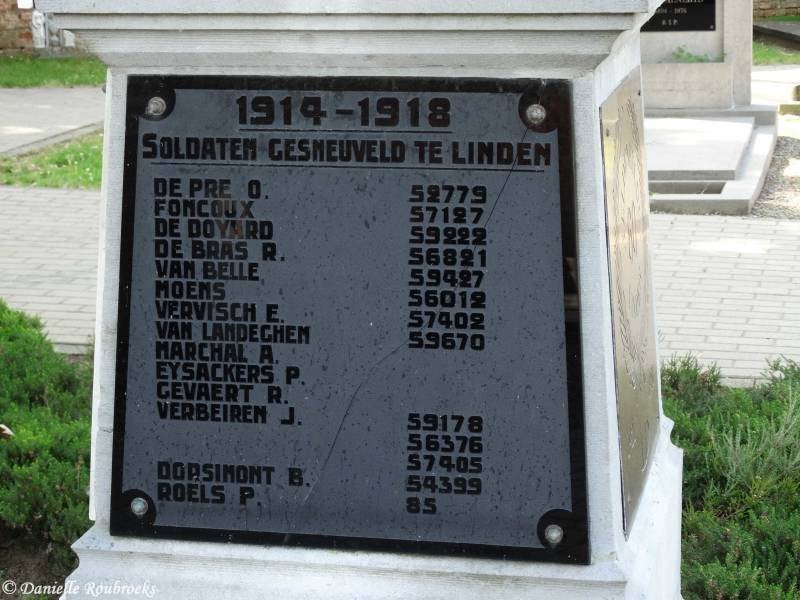 1914-1918
SOLDATEN GESNEUVELD TE LINDEN
DE PRE O. 52779
FONCOUX 57127
DE DOYARD 59222
DE BRAS R. 56821
VAN BELLE 59427
MOENS 56012
VERVISCH E. 57402
VAN LANDEGHEM 59670
MARCHAL A.
EYSACKERS P.
GEVAERT R.
VERBEIREN J. 59178
56376
57405
DORSIMONT B. 54399
ROELS P. 85
R.I.P.
© Danielle Roubroeks